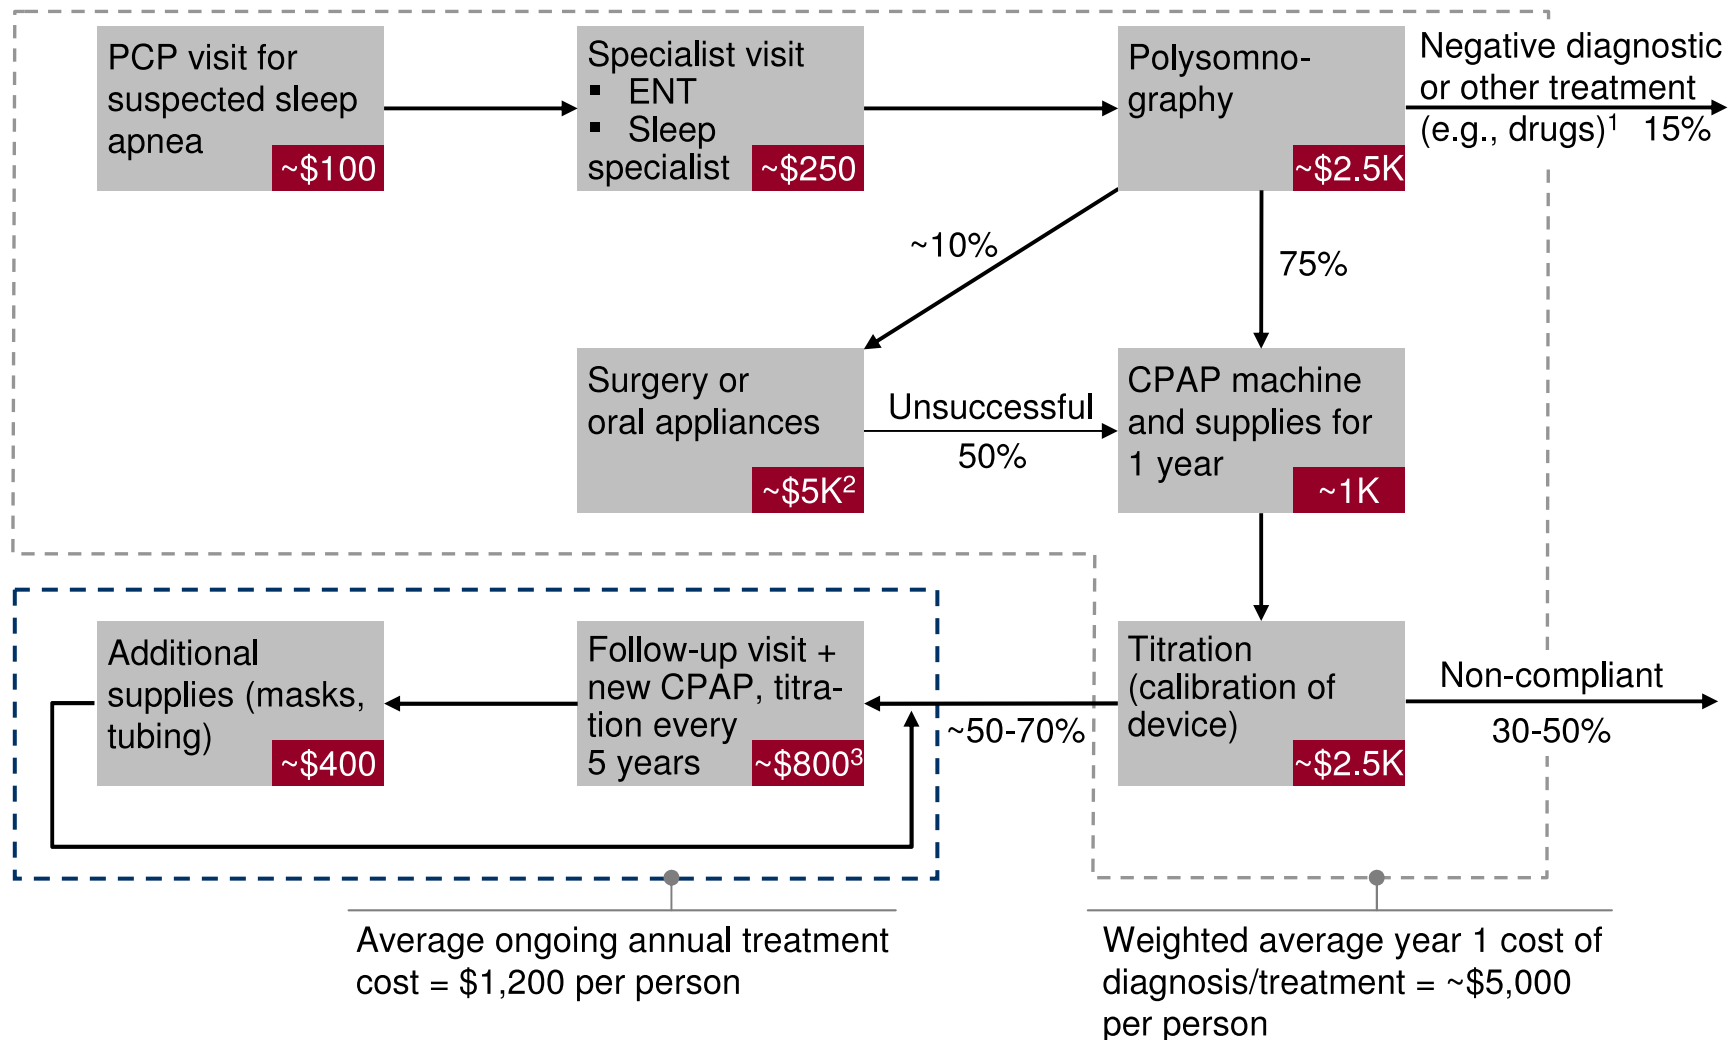 PCP visit for
suspected sleep
apnea
~$100
Specialist visit
▪ ENT
▪ Sleep
specialist
~$250
Polysomno-
graphy
~$2.5K
Negative diagnostic
or other treatment
(e.g., drugs)¹ 15%
~10%
75%
Surgery or
oral appliances
~$5K²
Unsuccessful
50%
CPAP machine
and supplies for
1 year
~1K
Additional
supplies (masks,
tubing)
~$400
Follow-up visit +
new CPAP, titra-
tion every
5 years
~$800³
~50-70%
Titration
(calibration of
device)
~$2.5K
Non-compliant
30-50%
Average ongoing annual treatment
cost = $1,200 per person
Weighted average year 1 cost of
diagnosis/treatment = ~$5,000
per person